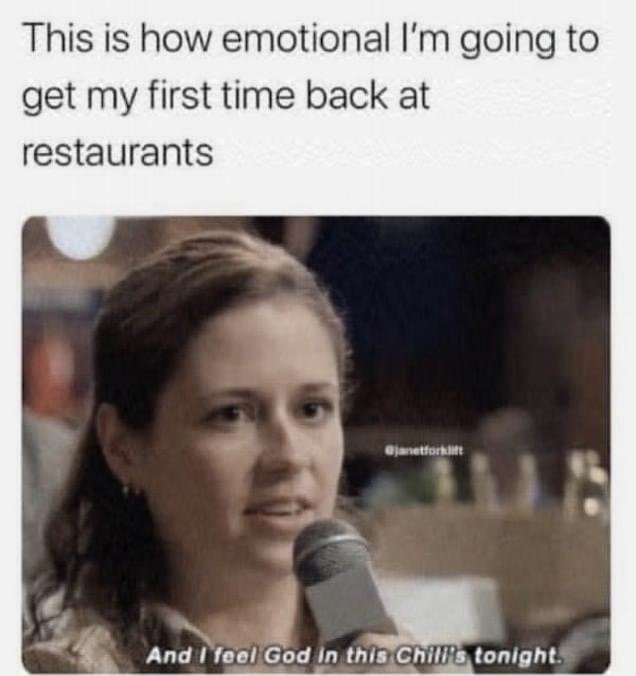 This is how emotional I'm going to
get my first time back at
restaurants
@janetforklift
And I feel God in this Chili's tonight.